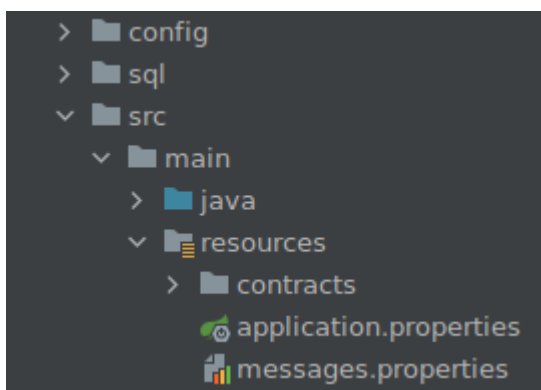 config
sql
src
main
java
resources
contracts
application.properties
messages.properties